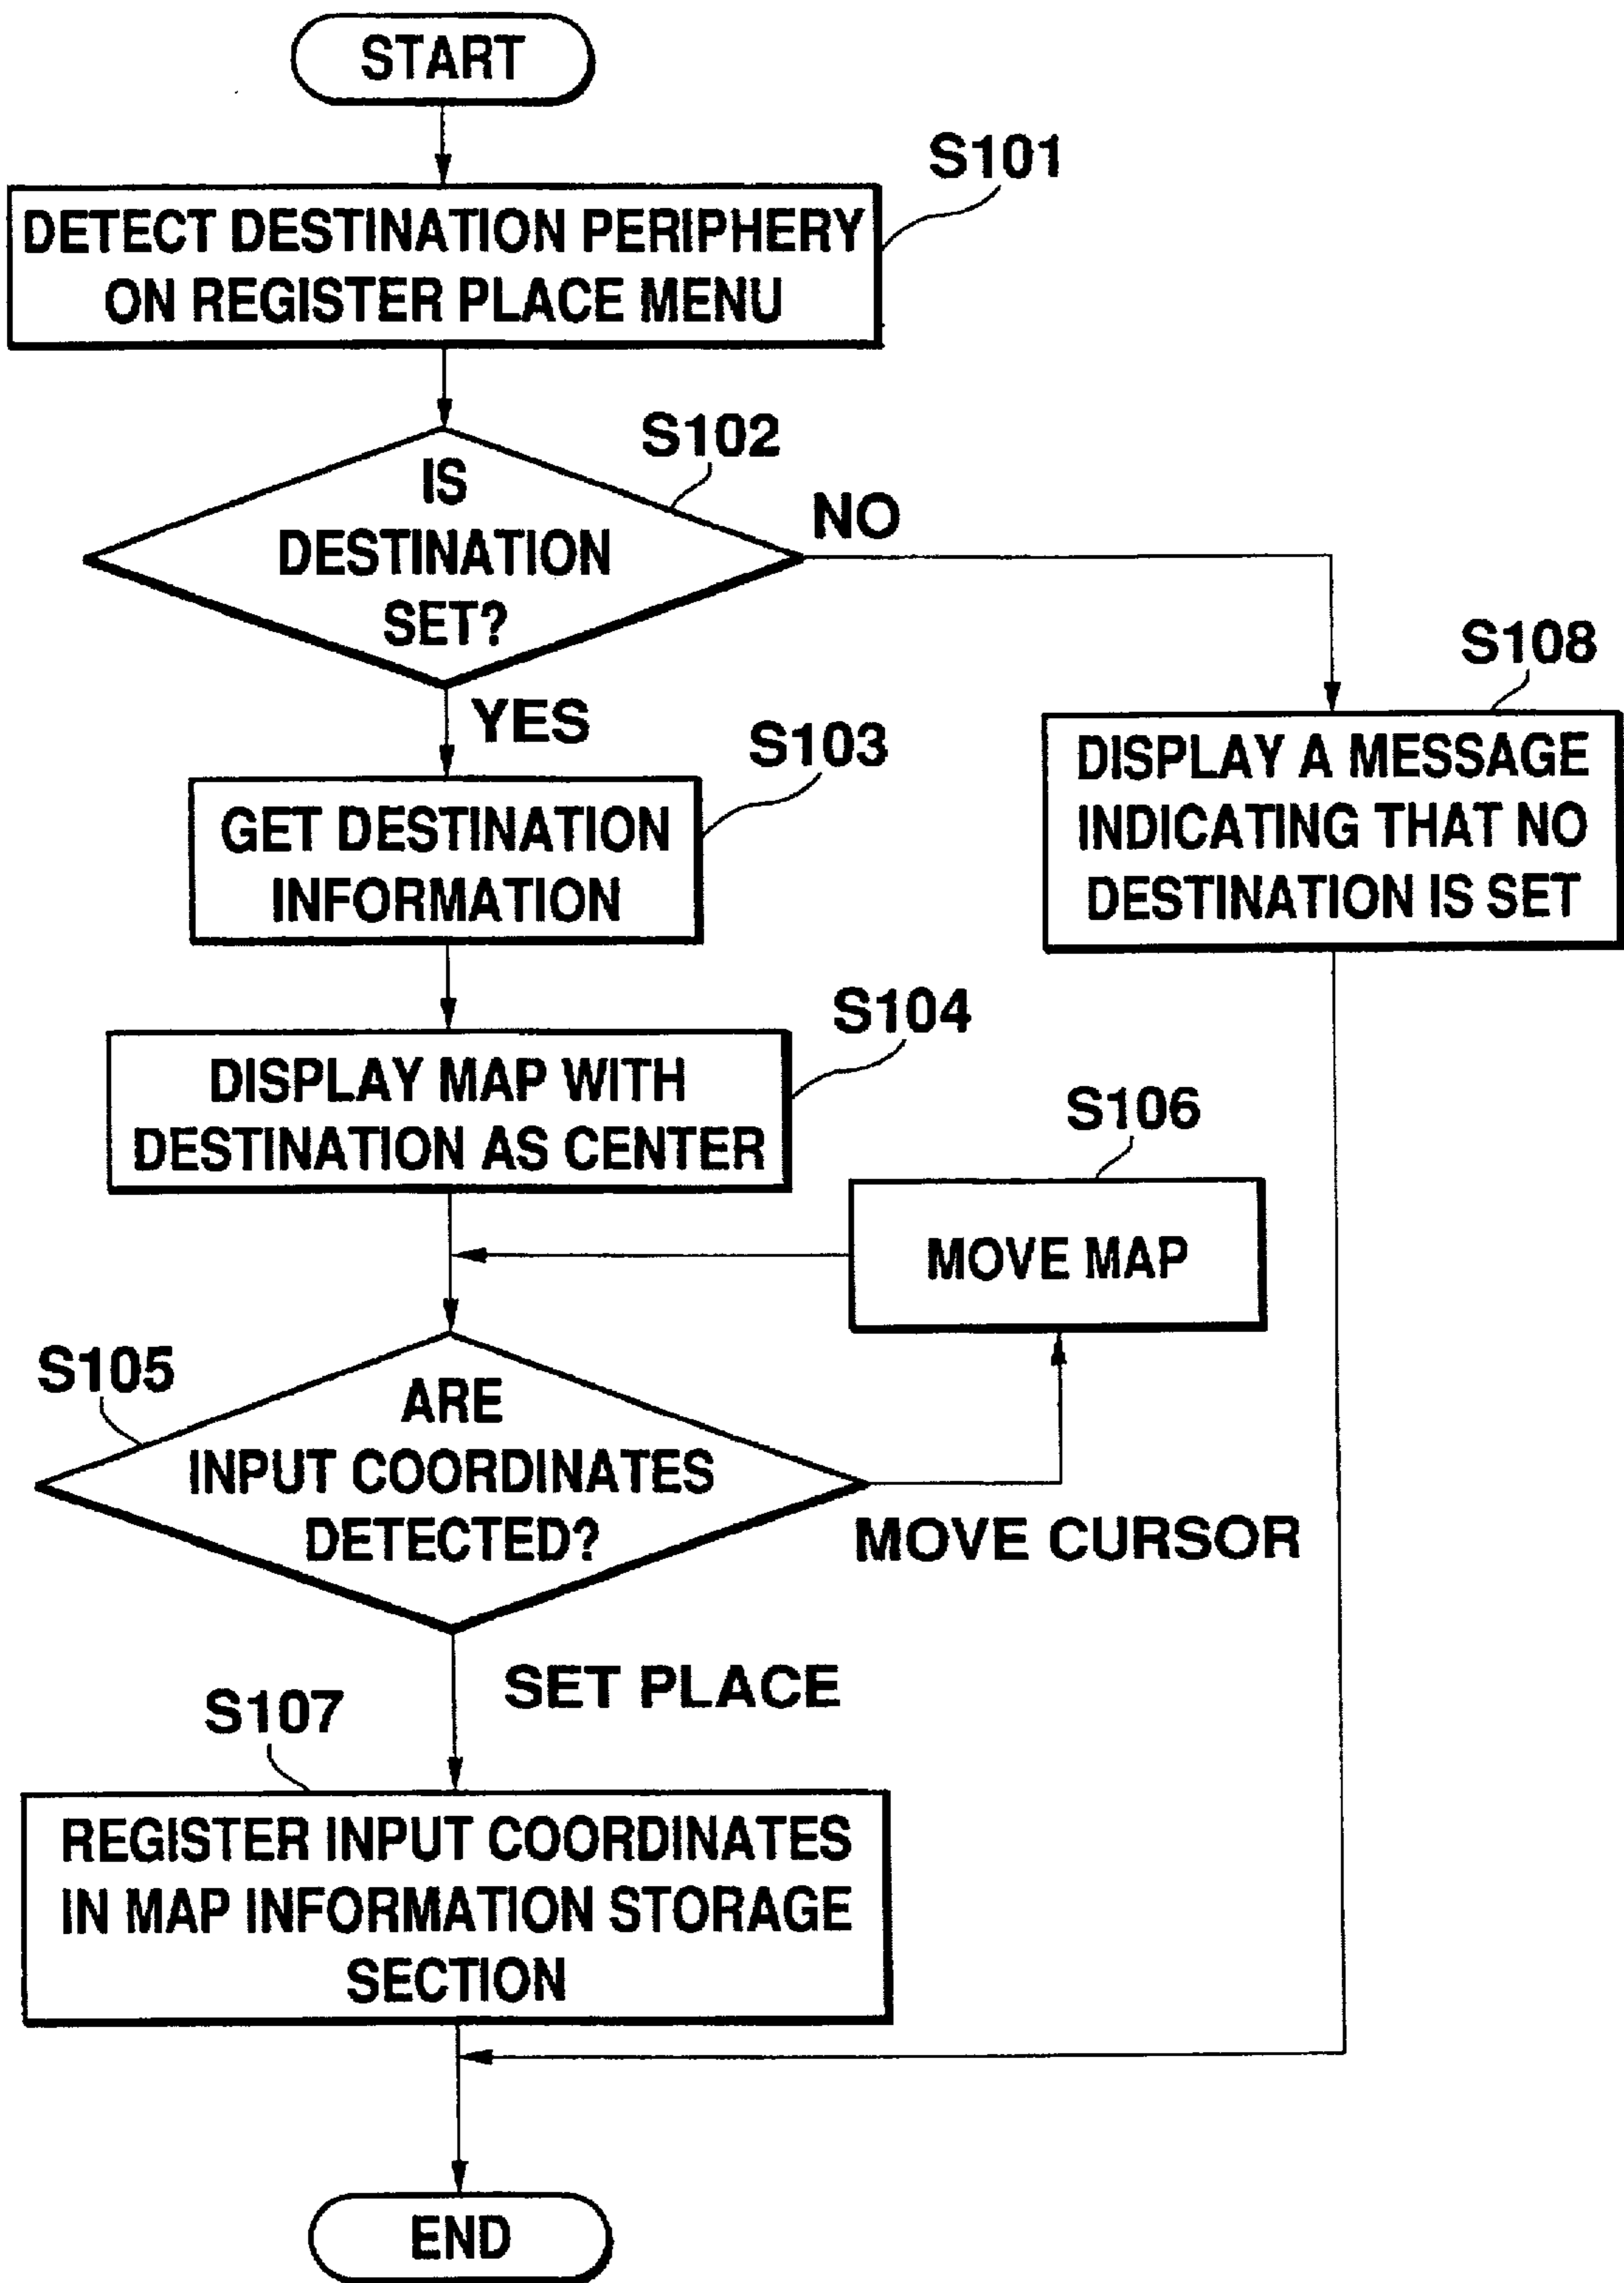 START
S101
DETECT DESTINATION PERIPHERY
ON REGISTER PLACE MENU
S102
IS
DESTINATION
SET?
NO
YES
S108
DISPLAY A MESSAGE
INDICATING THAT NO
DESTINATION IS SET
S103
GET DESTINATION
INFORMATION
S104
DISPLAY MAP WITH
DESTINATION AS CENTER
S106
MOVE MAP
S105
ARE
INPUT COORDINATES
DETECTED?
MOVE CURSOR
SET PLACE
S107
REGISTER INPUT COORDINATES
IN MAP INFORMATION STORAGE
SECTION
END